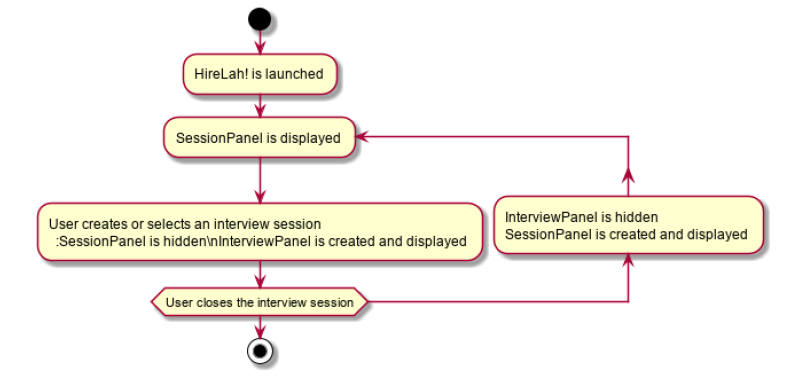 HireLah! is launched
SessionPanel is displayed
User creates or selects an interview session
:SessionPanel is hidden\nInterviewPanel is created and displayed
InterviewPanel is hidden
SessionPanel is created and displayed
User closes the interview session